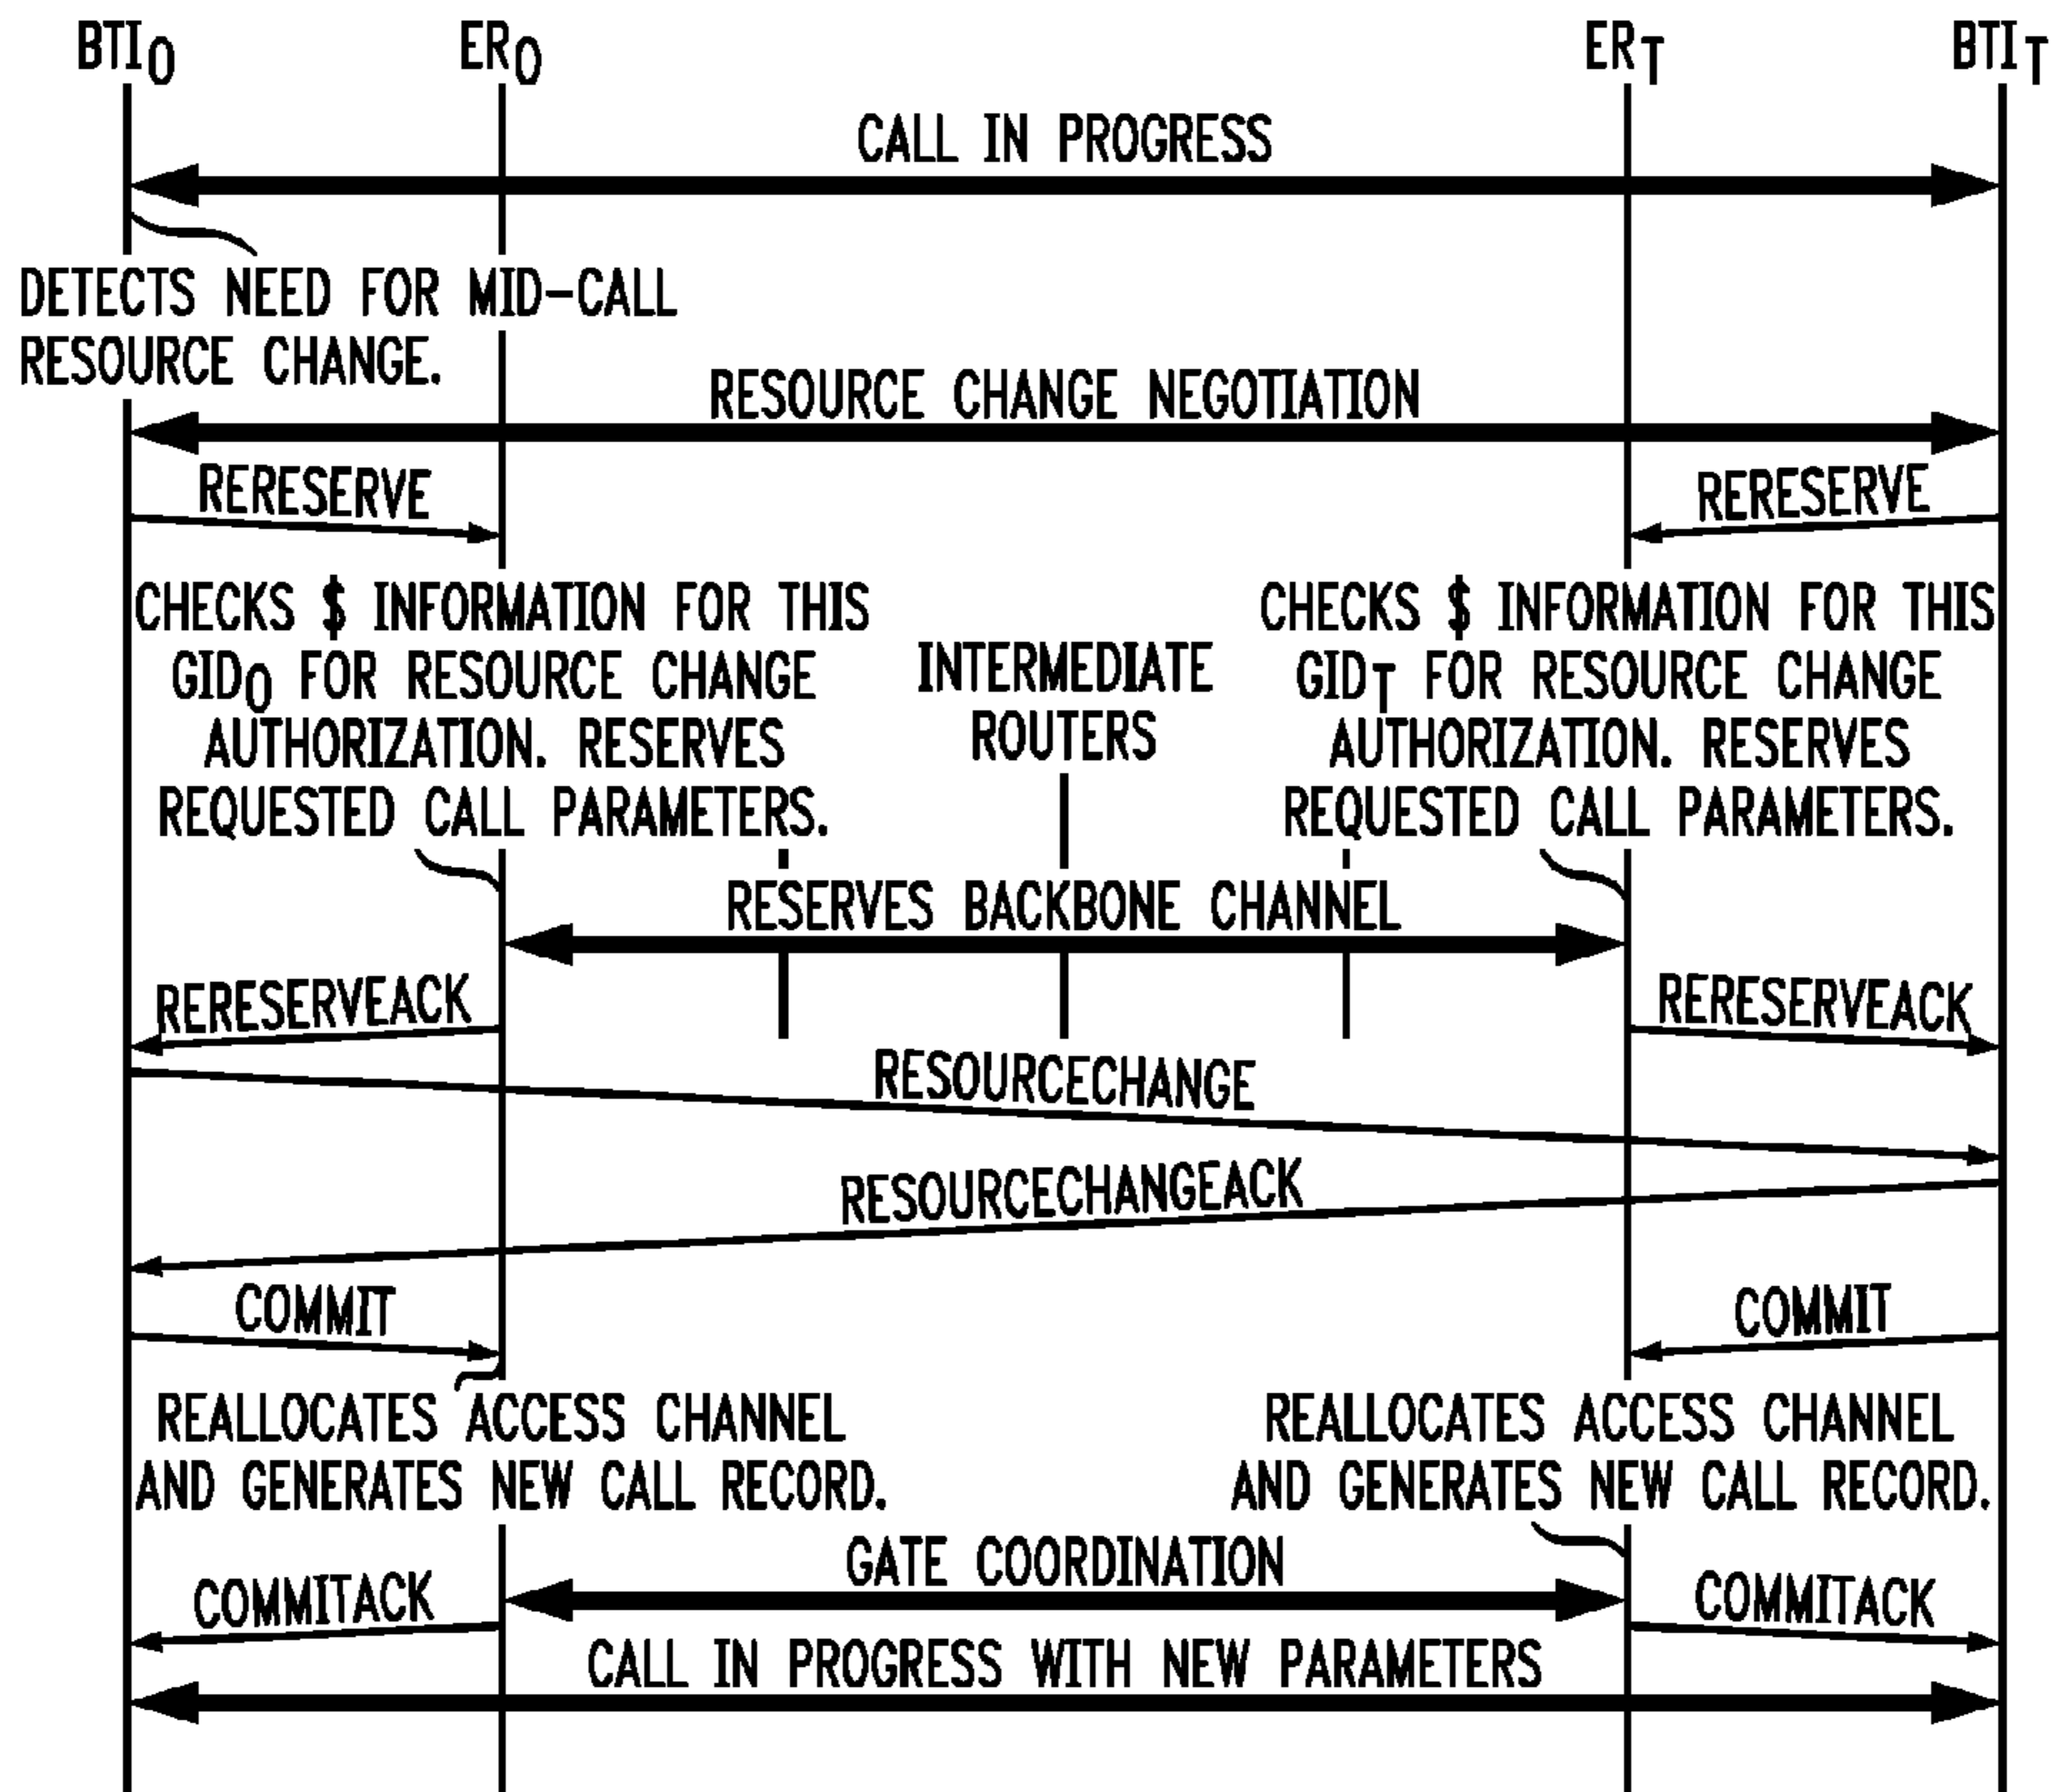 BTIO ERO ERT BTIT
CALL IN PROGRESS
DETECTS NEED FOR MID-CALL
RESOURCE CHANGE.
RESOURCE CHANGE NEGOTIATION
RERESERVE RERESERVE
CHECKS $ INFORMATION FOR THIS
GIDO FOR RESOURCE CHANGE
AUTHORIZATION. RESERVES
REQUESTED CALL PARAMETERS.
INTERMEDIATE
ROUTERS
CHECKS $ INFORMATION FOR THIS
GIDT FOR RESOURCE CHANGE
AUTHORIZATION. RESERVES
REQUESTED CALL PARAMETERS.
RESERVES BACKBONE CHANNEL
RERESERVEACK RERESERVEACK
RESOURCECHANGE
RESOURCECHANGEACK
COMMIT COMMIT
REALLOCATES ACCESS CHANNEL
AND GENERATES NEW CALL RECORD.
REALLOCATES ACCESS CHANNEL
AND GENERATES NEW CALL RECORD.
GATE COORDINATION
COMMITACK COMMITACK
CALL IN PROGRESS WITH NEW PARAMETERS